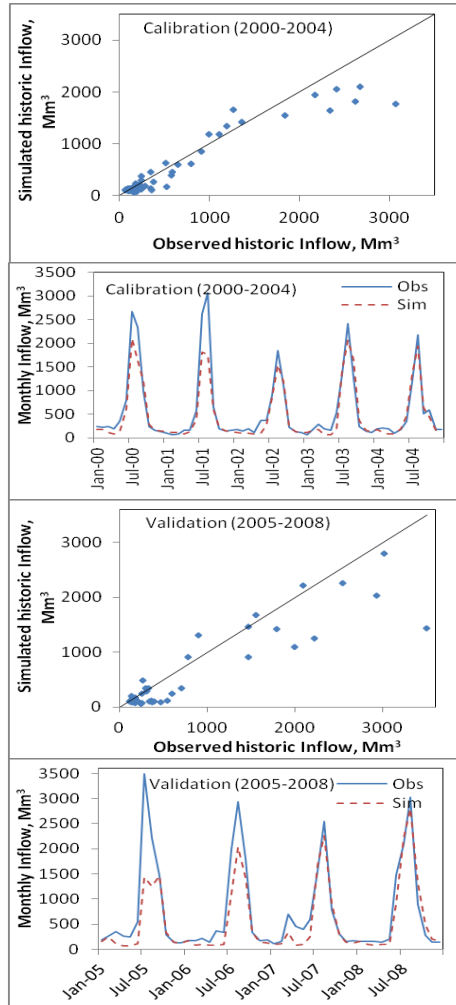 Calibration (2000-2004)
Simulated historic Inflow,
Mm³
3000
2000
1000
0
0
1000
2000
3000
Observed historic Inflow, Mm³
Calibration (2000-2004)
Obs
Sim
Monthly Inflow, Mm³
3500
3000
2500
2000
1500
1000
500
0
Jan-00
Jul-00
Jan-01
Jul-01
Jan-02
Jul-02
Jan-03
Jul-03
Jan-04
Jul-04
Validation (2005-2008)
Simulated historic Inflow,
Mm³
3000
2000
1000
0
0
1000
2000
3000
Observed historic Inflow, Mm³
Validation (2005-2008)
Obs
Sim
Monthly Inflow, Mm³
3500
3000
2500
2000
1500
1000
500
0
Jan-05
Jul-05
Jan-06
Jul-06
Jan-07
Jul-07
Jan-08
Jul-08